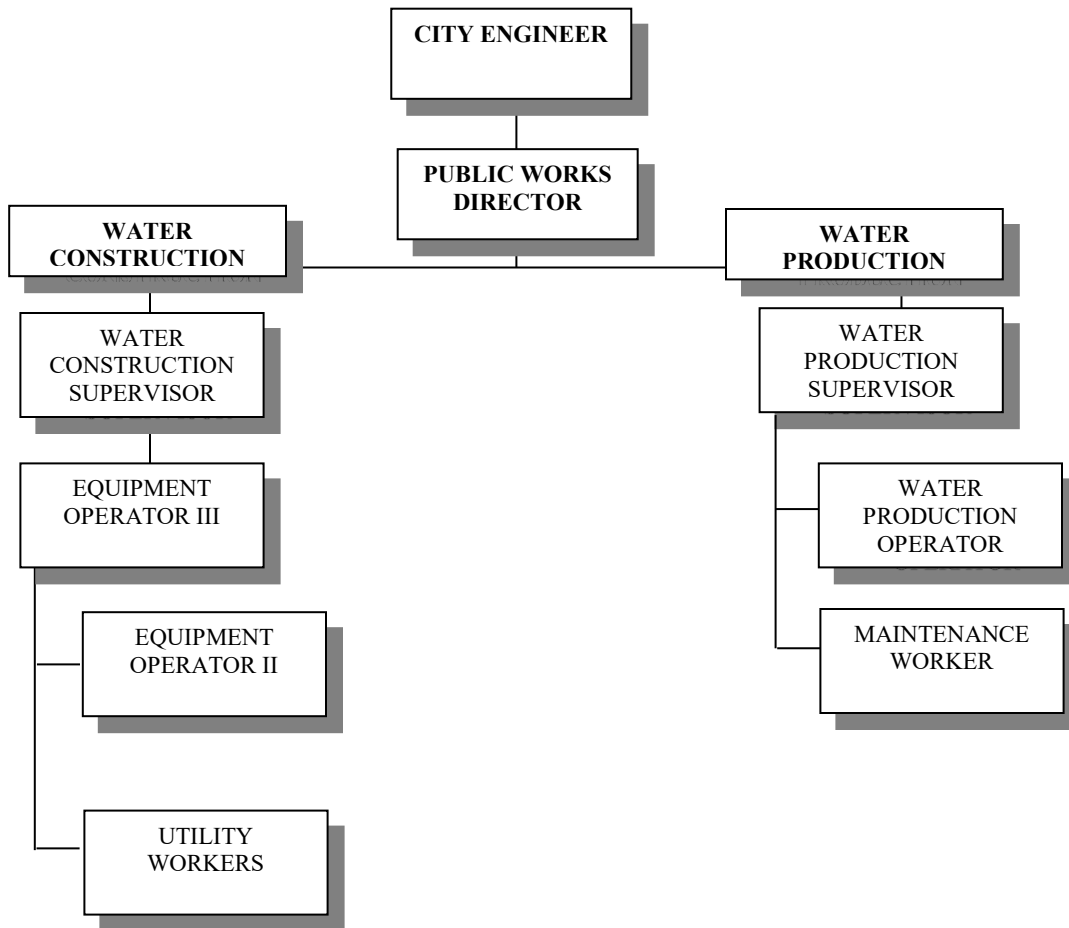 CITY ENGINEER
PUBLIC WORKS
DIRECTOR
WATER
CONSTRUCTION
WATER
PRODUCTION
WATER
CONSTRUCTION
SUPERVISOR
WATER
PRODUCTION
SUPERVISOR
EQUIPMENT
OPERATOR III
WATER
PRODUCTION
OPERATOR
EQUIPMENT
OPERATOR II
MAINTENANCE
WORKER
UTILITY
WORKERS